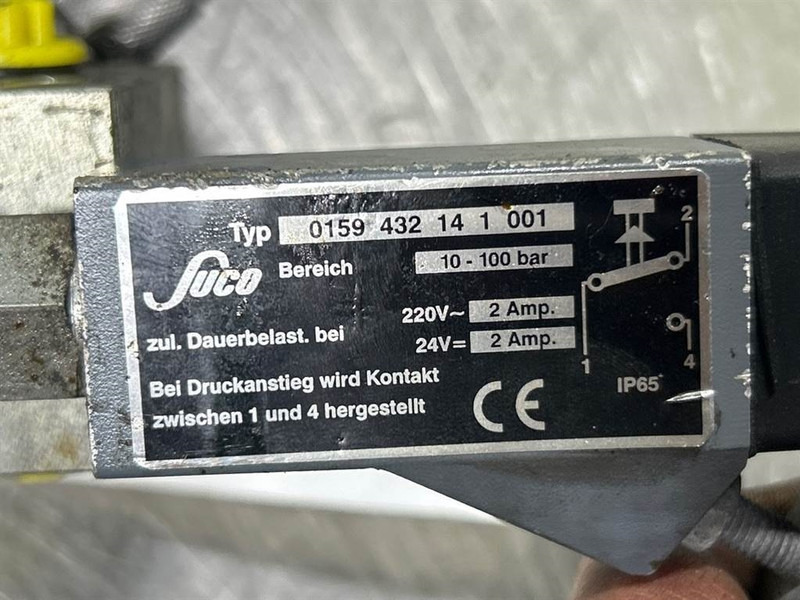 Typ 0159 432 14 1 001
SUCO Bereich 10 - 100 bar
zul. Dauerbelast. bei 220V~ 2 Amp.
24V= 2 Amp.
Bei Druckanstieg wird Kontakt
zwischen 1 und 4 hergestellt
CE
2
1
4
IP65